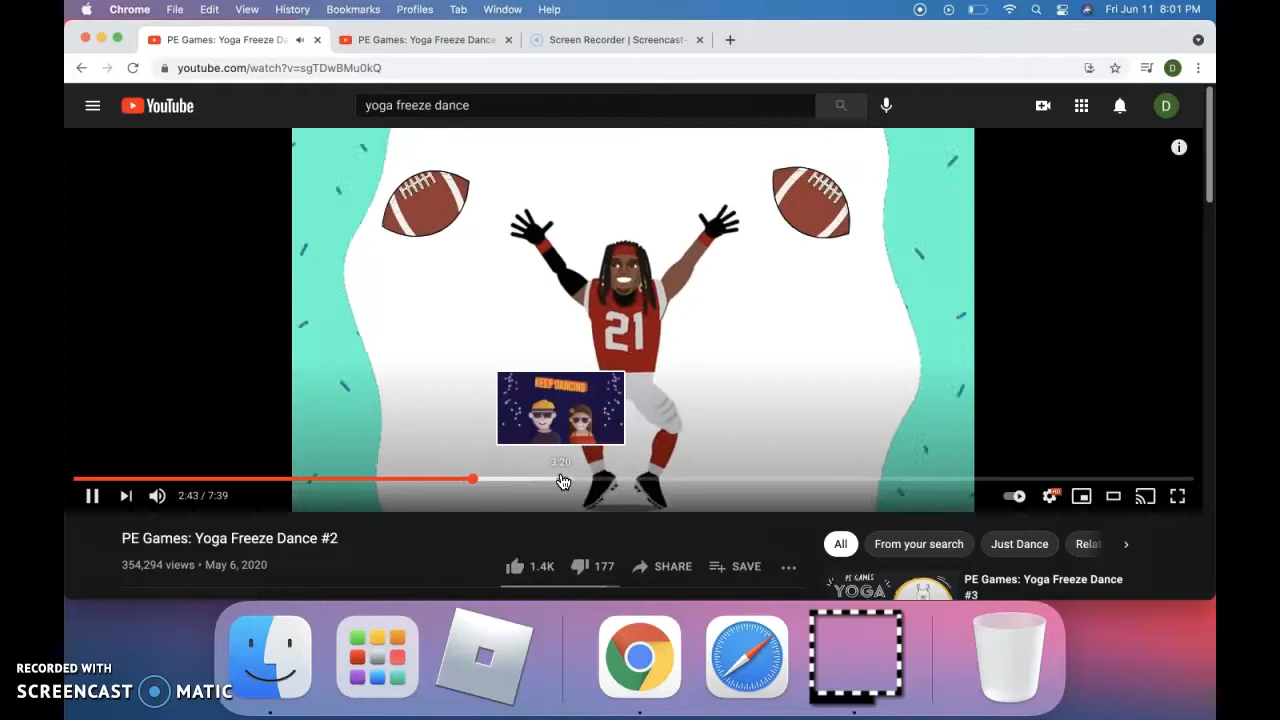 Chrome File Edit View History Bookmarks Profiles Tab Window Help Fri Jun 11 8:01 PM
PE Games: Yoga Freeze Da PE Games: Yoga Freeze Dance Screen Recorder | Screencast-
youtube.com/watch?v=sgTDwBMu0kQ D
YouTube yoga freeze dance D
21
KEEP DANCING
3:20
2:43 / 7:39 HD
PE Games: Yoga Freeze Dance #2
All From your search Just Dance Relat
354,294 views • May 6, 2020 1.4K 177 SHARE SAVE
PE GAMES
YOGA
PE Games: Yoga Freeze Dance
#3
RECORDED WITH
SCREENCAST MATIC